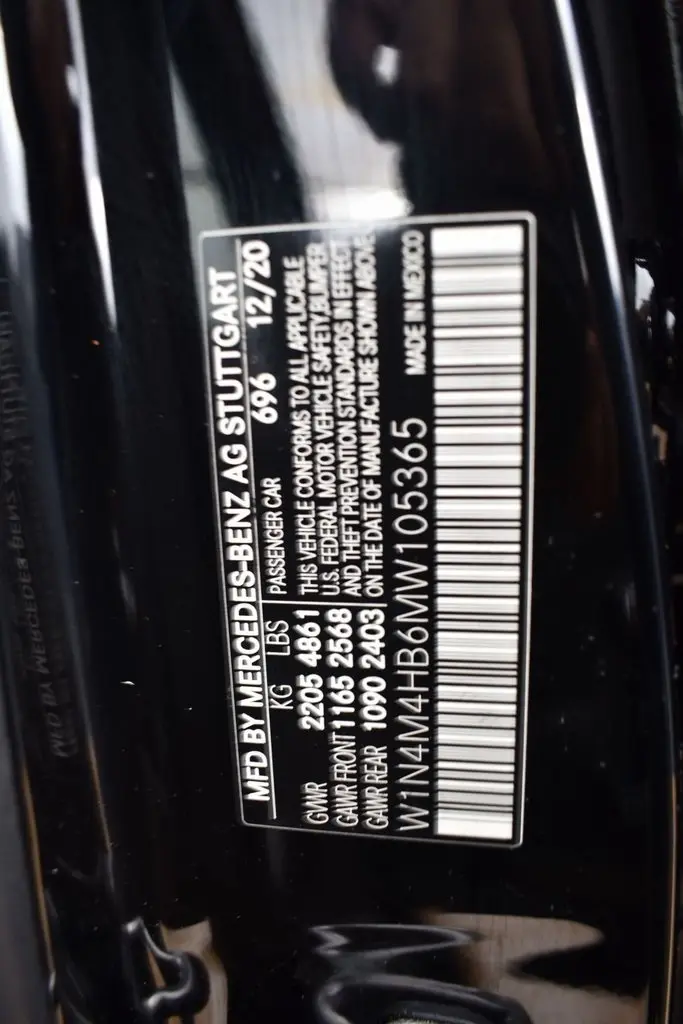 MFD BY MERCEDES-BENZ AG STUTTGART
KG LBS PASSENGER CAR 696 12/20
GWWR 2205 4861 THIS VEHICLE CONFORMS TO ALL APPLICABLE
GAWR FRONT 1165 2568 U.S. FEDERAL MOTOR VEHICLE SAFETY,BUMPER
GAWR REAR 1090 2403 AND THEFT PREVENTION STANDARDS IN EFFECT
ON THE DATE OF MANUFACTURE SHOWN ABOVE
W1N4M4HB6MW105365 MADE IN MEXICO